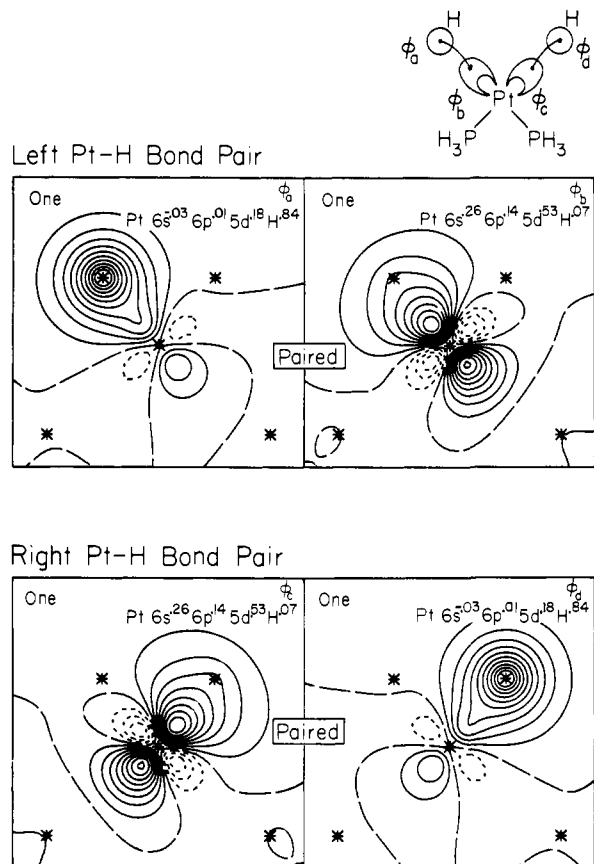 H H
ϕa ϕd
ϕb Pt ϕc
H3P PH3
Left Pt-H Bond Pair
One ϕa
Pt 6s^-.03 6p^.01 5d^.18 H^.84
One ϕb
Pt 6s^.26 6p^.14 5d^.53 H^.07
Paired
Right Pt-H Bond Pair
One ϕc
Pt 6s^.26 6p^.14 5d^.53 H^.07
One ϕd
Pt 6s^-.03 6p^.01 5d^.18 H^.84
Paired